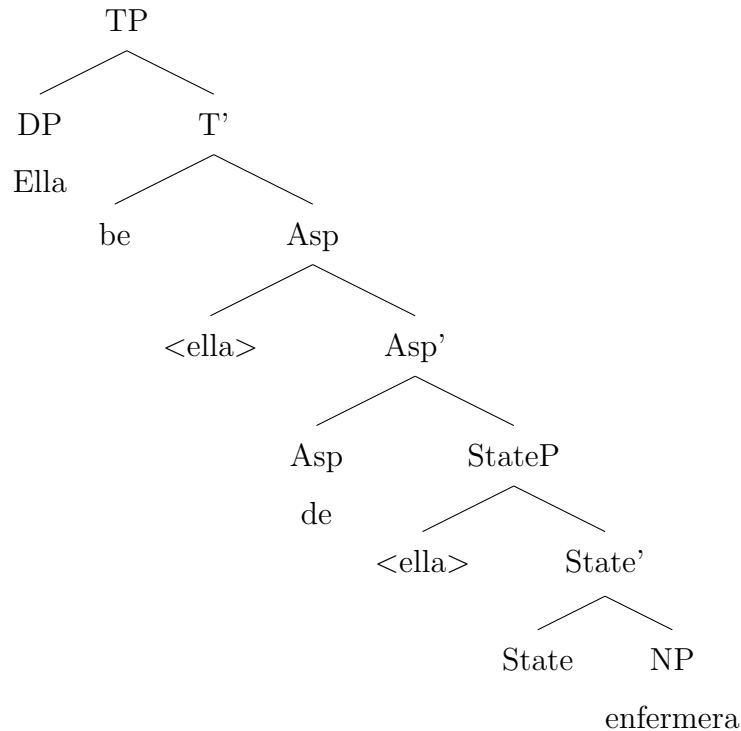 TP
DP T'
Ella
be Asp
<ella> Asp'
Asp StateP
de
<ella> State'
State NP
enfermera